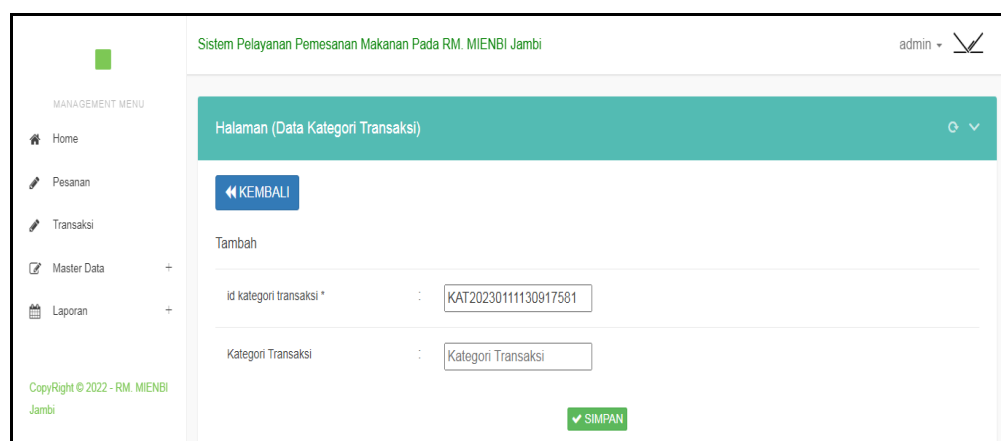 Sistem Pelayanan Pemesanan Makanan Pada RM. MIENBI Jambi
admin
MANAGEMENT MENU
Home
Pesanan
Transaksi
Master Data +
Laporan +
CopyRight © 2022 - RM. MIENBI
Jambi
Halaman (Data Kategori Transaksi)
KEMBALI
Tambah
id kategori transaksi * : KAT20230111130917581
Kategori Transaksi : Kategori Transaksi
SIMPAN